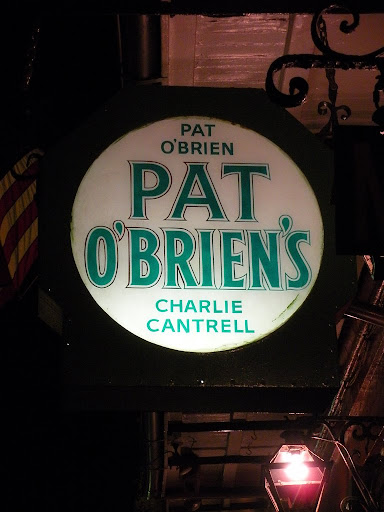 PAT
O'BRIEN
PAT
O'BRIEN'S
CHARLIE
CANTRELL